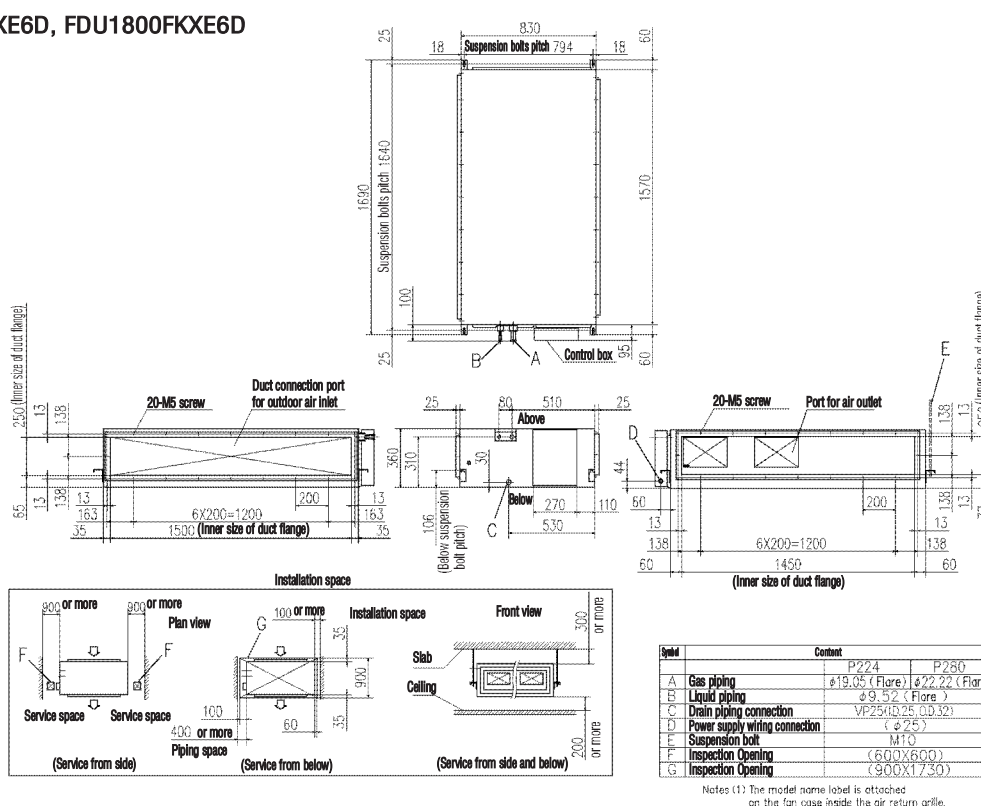 XE6D, FDU1800FKXE6D
830
18 Suspension bolts pitch 794 18
25
60
1690
Suspension bolts pitch 1640
1570
100
25
B
A
Control box
95
60
250 (Inner size of duct flange)
13
138
20-M5 screw
Duct connection port
for outdoor air inlet
65
13
138
13
163
35
200
6X200=1200
1500 (Inner size of duct flange)
13
163
35
25
80
510
25
Above
360
310
30
106
(Below suspension
bolt pitch)
C
Below
270
110
530
20-M5 screw
Port for air outlet
E
D
44
60
13
138
60
200
6X200=1200
1450
(Inner size of duct flange)
13
138
60
138
13
138
13
Installation space
900 or more
900 or more
Plan view
F
F
Service space
Service space
(Service from side)
G
100 or more
Installation space
35
900
35
100
60
400 or more
Piping space
(Service from below)
Front view
300
or more
Slab
Ceiling
200
or more
(Service from side and below)
Symbol Content
P224 P280
A Gas piping φ19.05 (Flare) φ22.22 (Flar
B Liquid piping φ9.52 ( Flare )
C Drain piping connection VP25(I.D.25, O.D.32)
D Power supply wiring connection ( φ25)
E Suspension bolt M10
F Inspection Opening (600X600)
G Inspection Opening (900X1730)
Notes (1) The model name label is attached
on the fan case inside the air return grille.